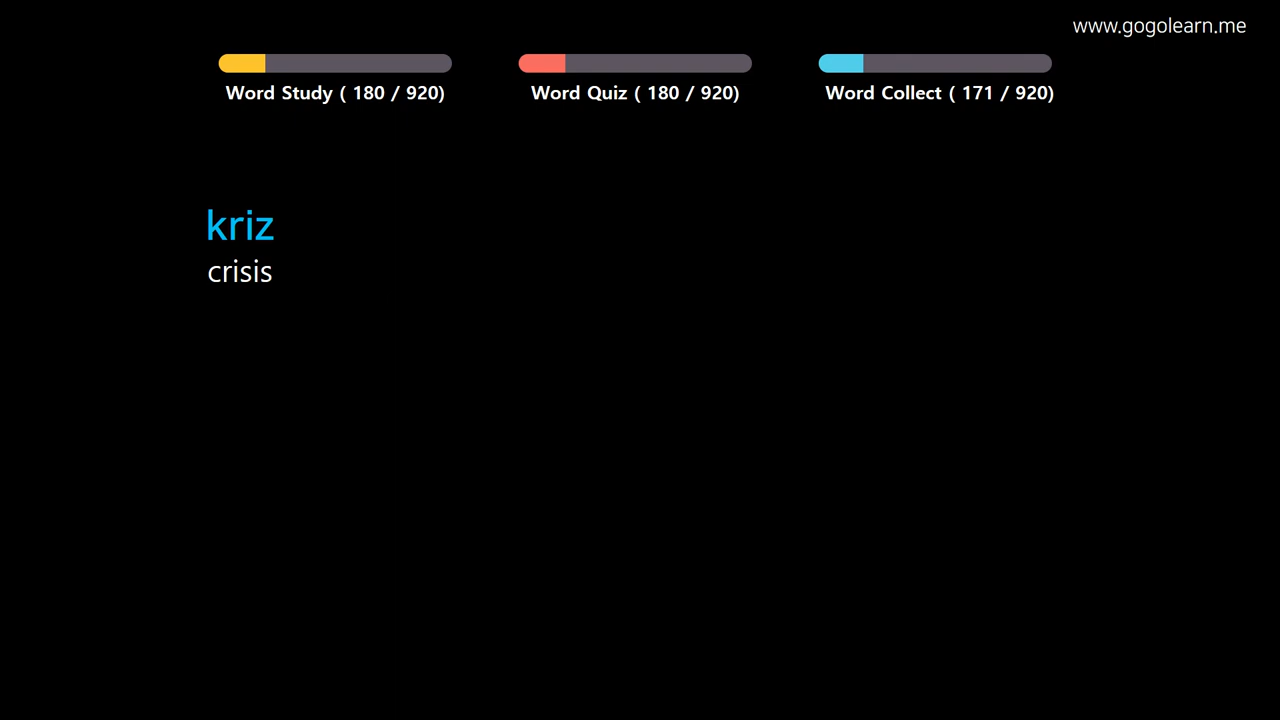 www.gogolearn.me
Word Study ( 180 / 920)
Word Quiz ( 180 / 920)
Word Collect ( 171 / 920)
kriz
crisis